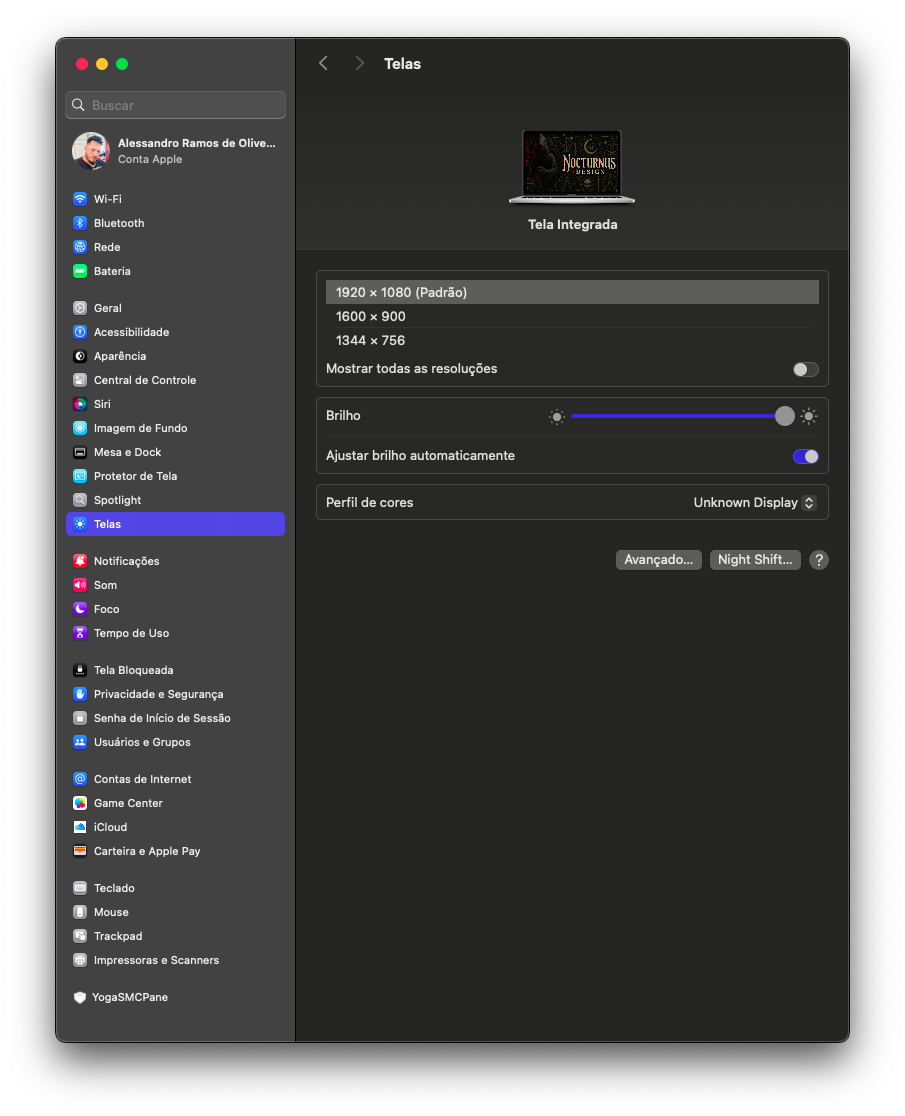 Telas
Buscar
Alessandro Ramos de Olive...
Conta Apple
Wi-Fi
Bluetooth
Rede
Bateria
Geral
Acessibilidade
Aparência
Central de Controle
Siri
Imagem de Fundo
Mesa e Dock
Protetor de Tela
Spotlight
Telas
Notificações
Som
Foco
Tempo de Uso
Tela Bloqueada
Privacidade e Segurança
Senha de Início de Sessão
Usuários e Grupos
Contas de Internet
Game Center
iCloud
Carteira e Apple Pay
Teclado
Mouse
Trackpad
Impressoras e Scanners
YogaSMCPane
NOCTURNUS
DESIGN
Tela Integrada
1920 × 1080 (Padrão)
1600 × 900
1344 × 756
Mostrar todas as resoluções
Brilho
Ajustar brilho automaticamente
Perfil de cores Unknown Display
Avançado... Night Shift... ?